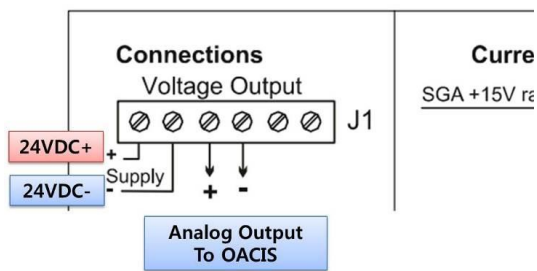 Connections
Voltage Output
J1
24VDC+
+
Supply
24VDC-
-
+ -
Analog Output
To OACIS
Curre
SGA +15V ra